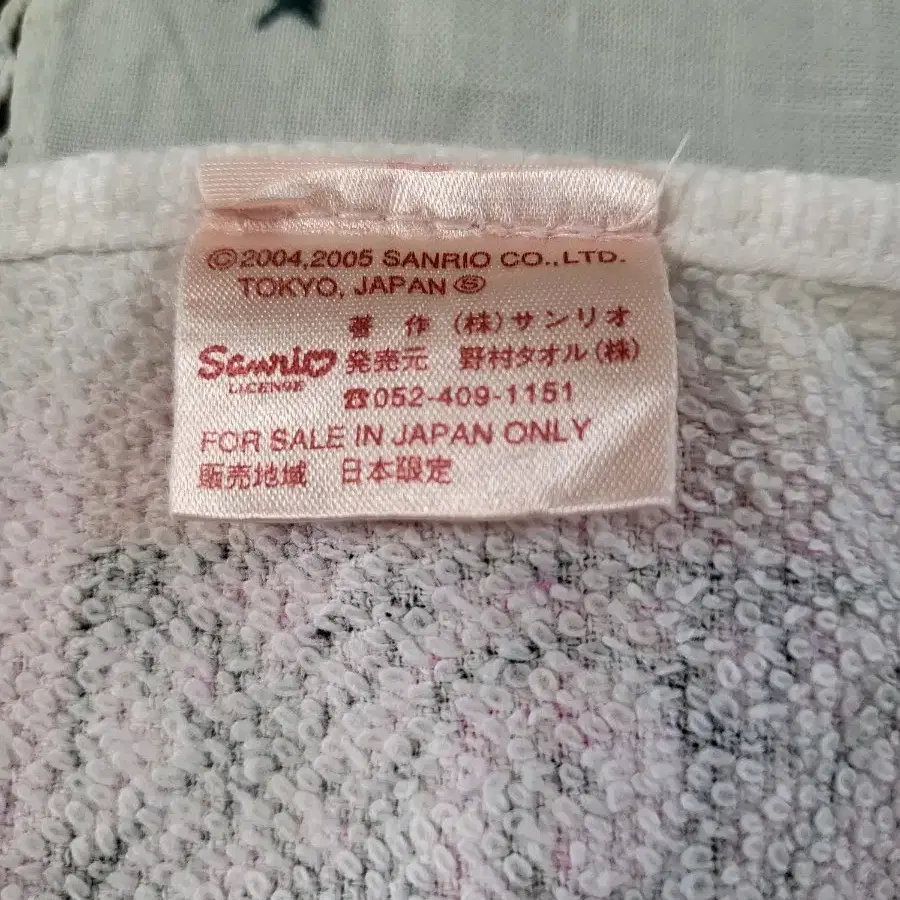 ©2004,2005 SANRIO CO.,LTD.
TOKYO, JAPAN Ⓢ
著 作 (株)サンリオ
Sanrio 発売元 野村タオル(株)
LICENSE
☎052-409-1151
FOR SALE IN JAPAN ONLY
販売地域 日本限定